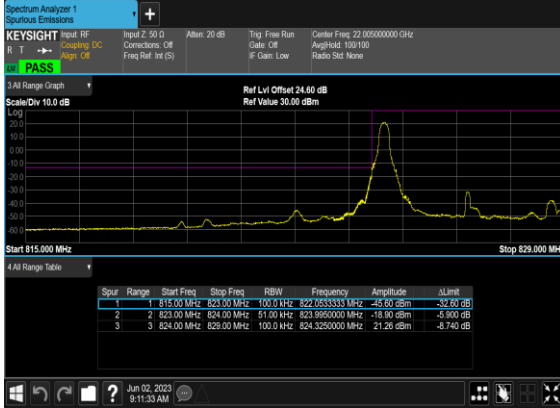 Spectrum Analyzer 1
Spurious Emissions
+
KEYSIGHT Input: RF Input Z: 50 Ω Atten: 20 dB Trig: Free Run Center Freq: 22.005000000 GHz
R T Coupling: DC Corrections: Off Gate: Off Avg|Hold: 100/100
Align: Off Freq Ref: Int (S) IF Gain: Low Radio Std: None
PASS
3 All Range Graph
Ref Lvl Offset 24.60 dB
Scale/Div 10.0 dB Ref Value 30.00 dBm
Log
20.0
10.0
0.00
-10.0
-20.0
-30.0
-40.0
-50.0
-60.0
Start 815.000 MHz Stop 829.000 MH
4 All Range Table
Spur Range Start Freq Stop Freq RBW Frequency Amplitude ΔLimit
1 1 815.00 MHz 823.00 MHz 100.0 kHz 822.0533333 MHz -45.60 dBm -32.60 dB
2 2 823.00 MHz 824.00 MHz 51.00 kHz 823.9950000 MHz -18.90 dBm -5.900 dB
3 3 824.00 MHz 829.00 MHz 100.0 kHz 824.3250000 MHz 21.26 dBm -8.740 dB
?
Jun 02, 2023
9:11:33 AM